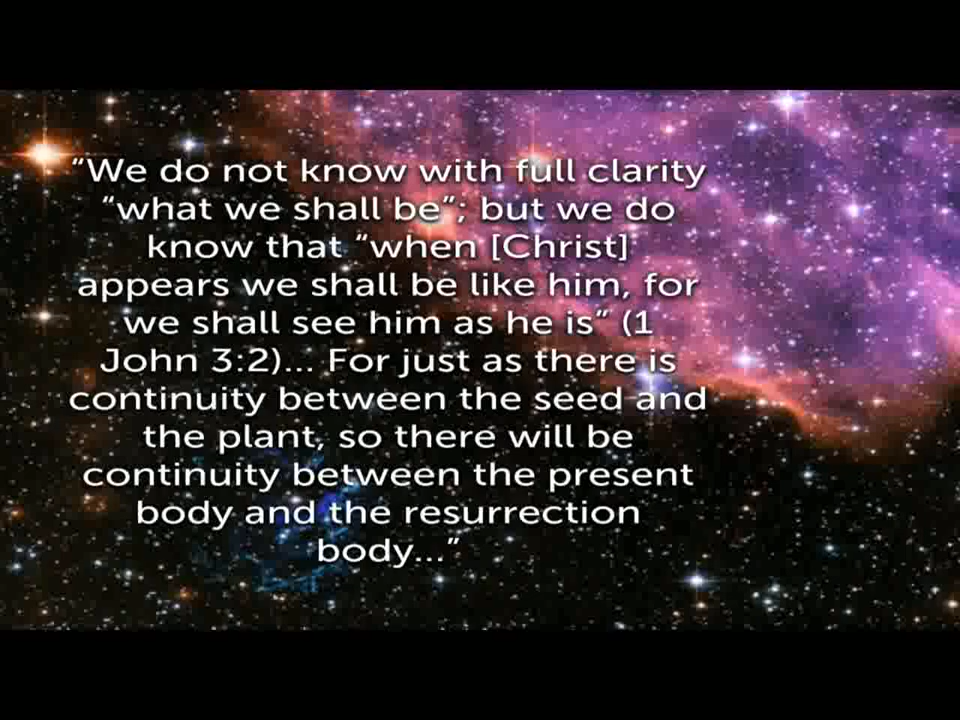 “We do not know with full clarity
“what we shall be”; but we do
know that “when [Christ]
appears we shall be like him, for
we shall see him as he is” (1
John 3:2)... For just as there is
continuity between the seed and
the plant, so there will be
continuity between the present
body and the resurrection
body...”